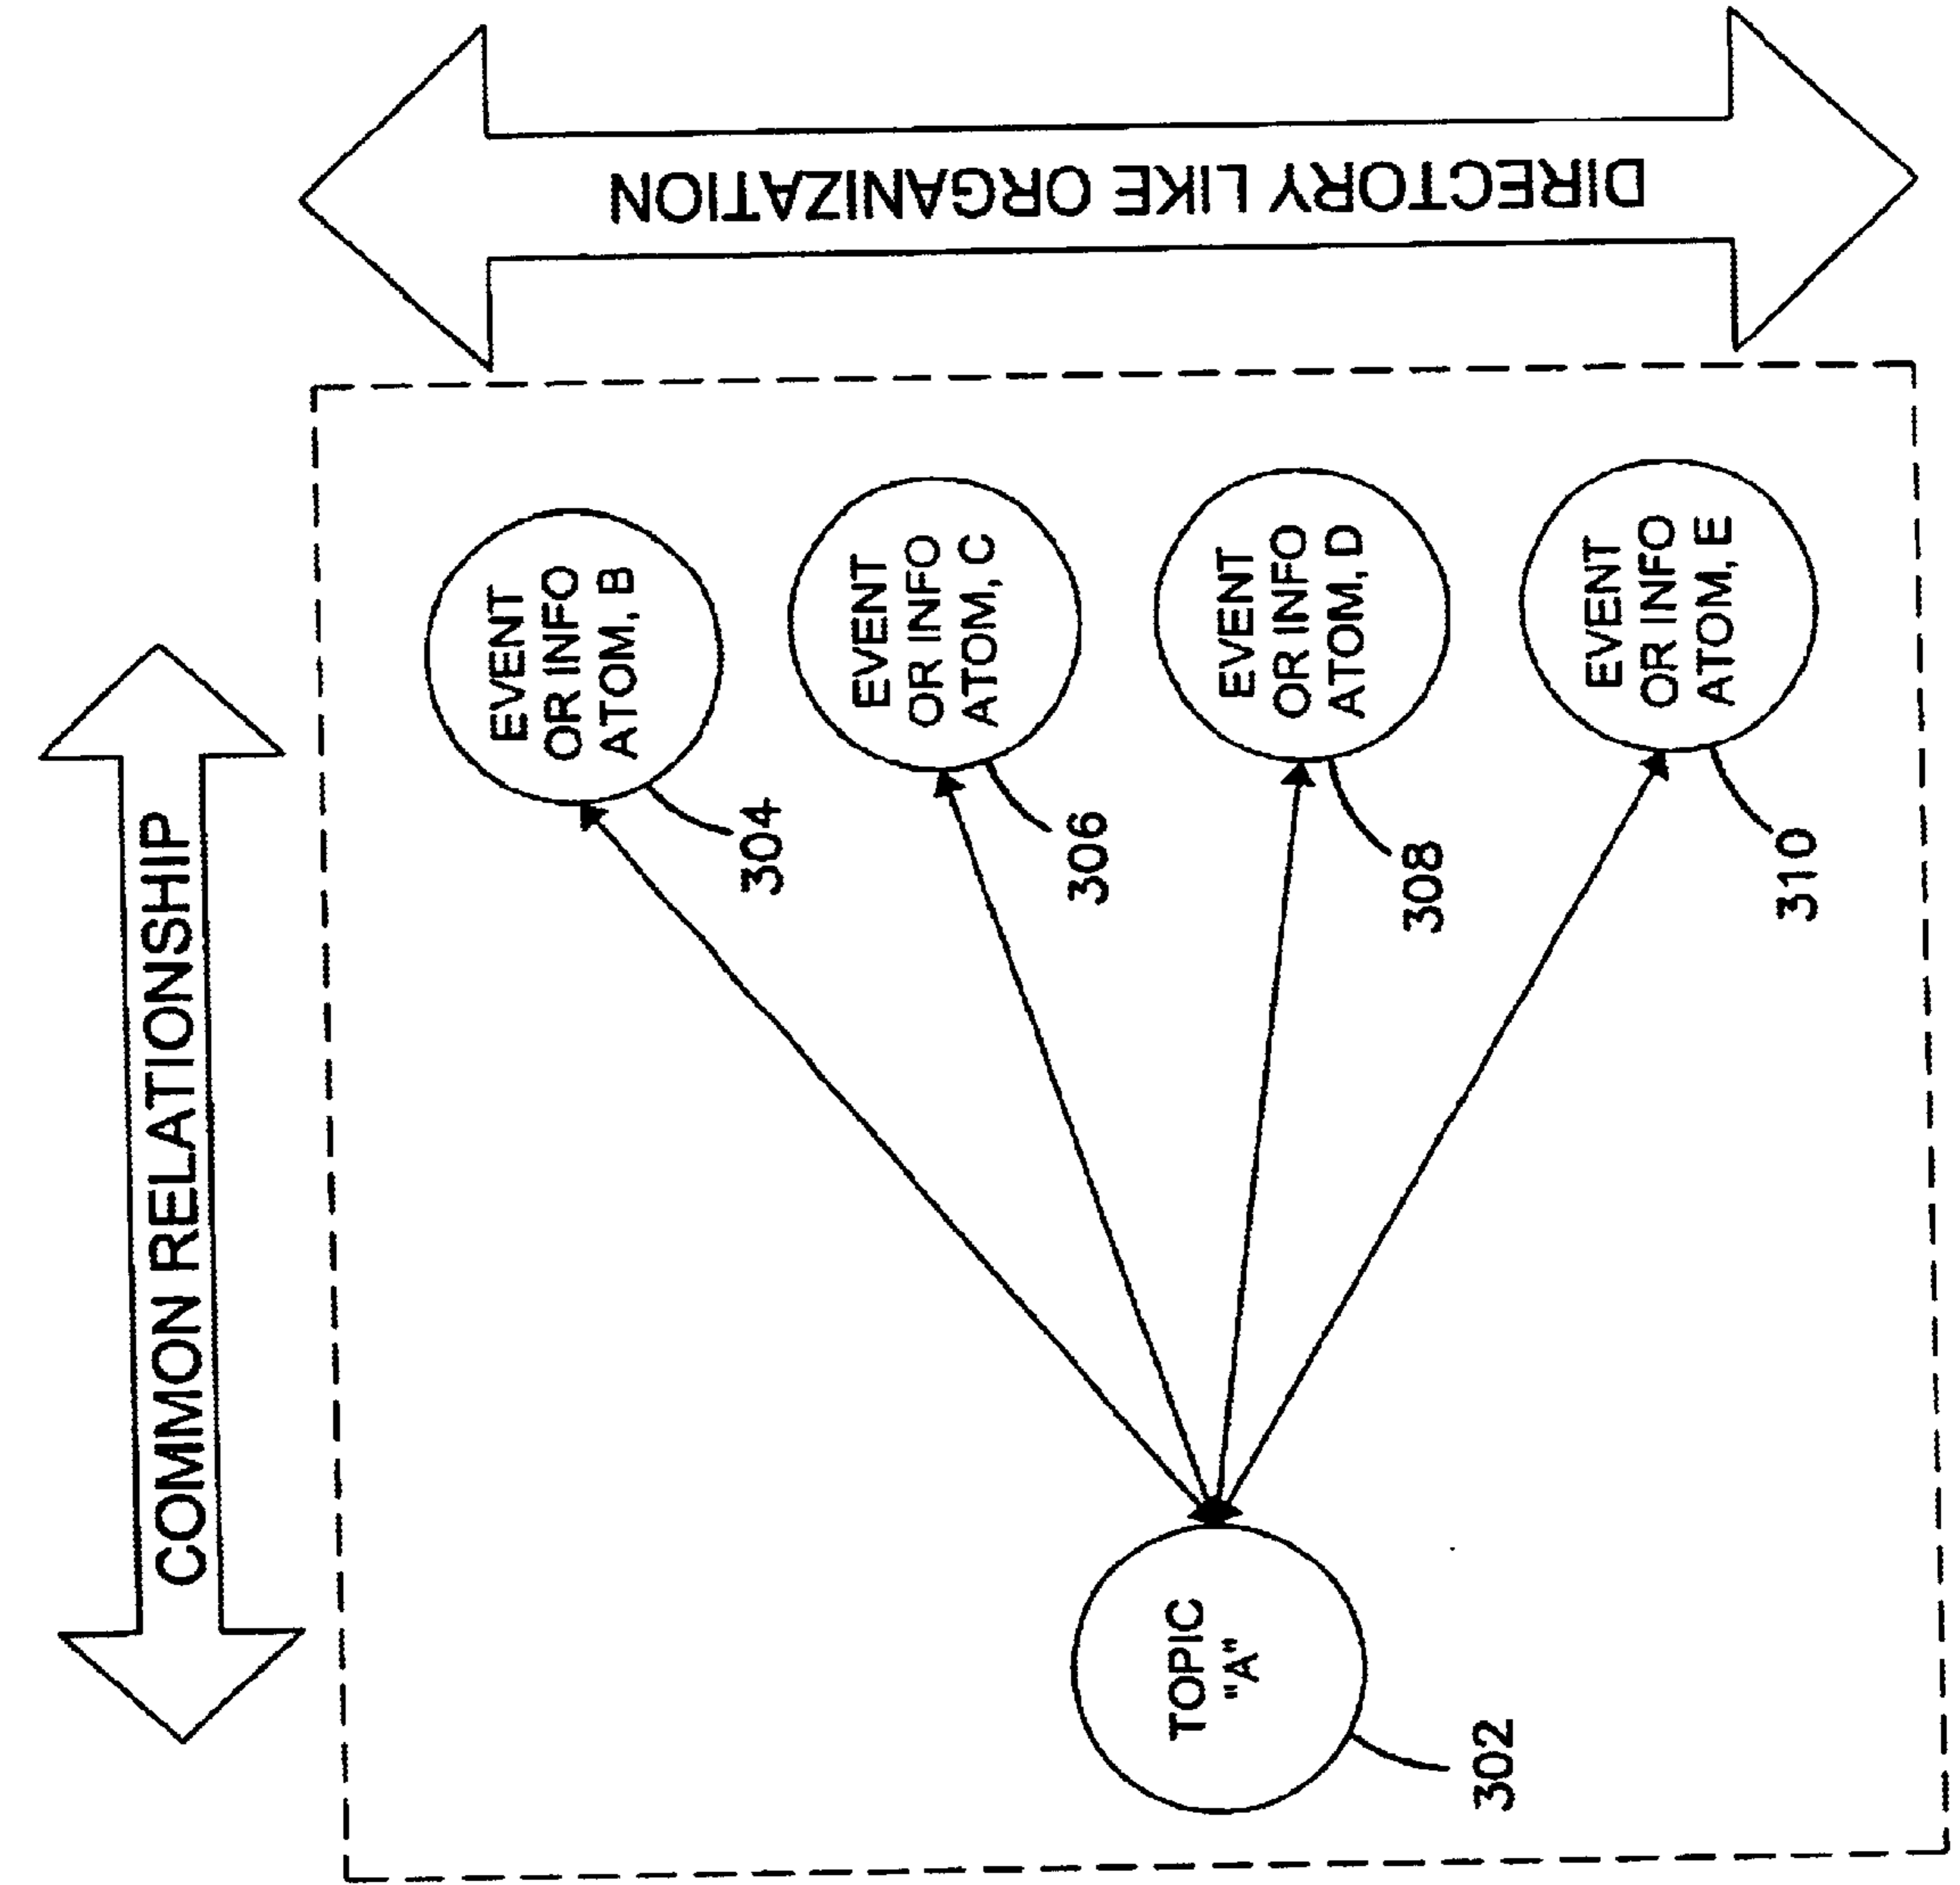 COMMON RELATIONSHIP
DIRECTORY LIKE ORGANIZATION
TOPIC
"A"
302
EVENT
OR INFO
ATOM, B
304
EVENT
OR INFO
ATOM, C
306
EVENT
OR INFO
ATOM, D
308
EVENT
OR INFO
ATOM, E
310